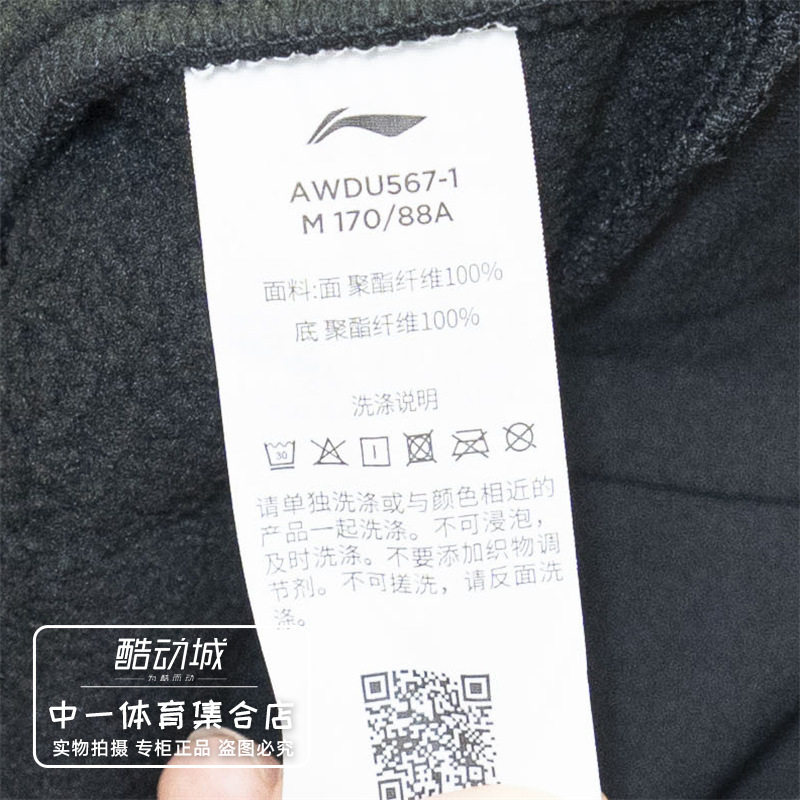 AWDU567-1
M 170/88A
面料:面 聚酯纤维100%
底 聚酯纤维100%
洗涤说明
30
请单独洗涤或与颜色相近的
产品一起洗涤。不可浸泡，
及时洗涤。不要添加织物调
节剂。不可搓洗，请反面洗
涤。
酷动城
为酷而动
中一体育集合店
实物拍摄 专柜正品 盗图必究